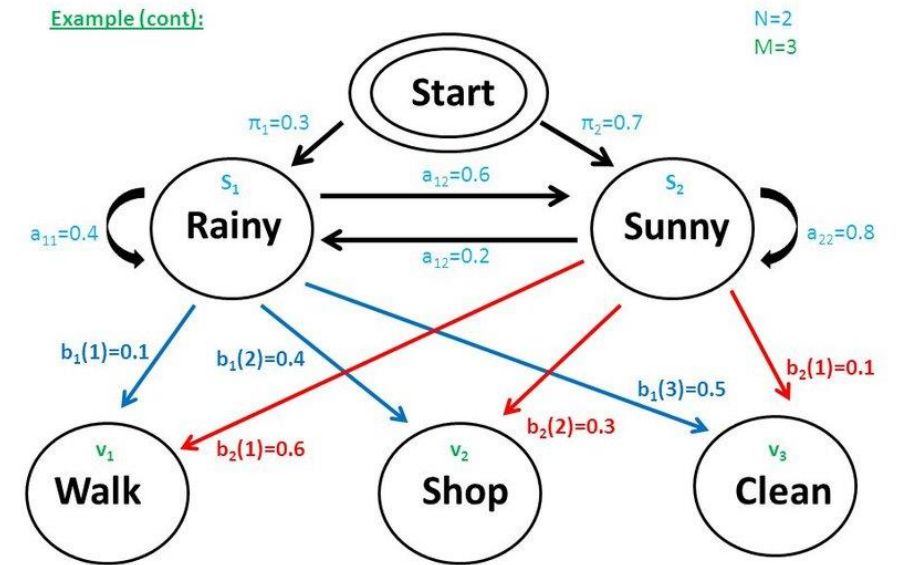 Example (cont):
N=2
M=3
Start
π₁=0.3
π₂=0.7
S₁
Rainy
a₁₂=0.6
S₂
Sunny
a₁₁=0.4
a₂₂=0.8
a₁₂=0.2
b₁(1)=0.1
b₁(2)=0.4
b₁(3)=0.5
b₂(1)=0.1
b₂(1)=0.6
b₂(2)=0.3
v₁
Walk
v₂
Shop
v₃
Clean